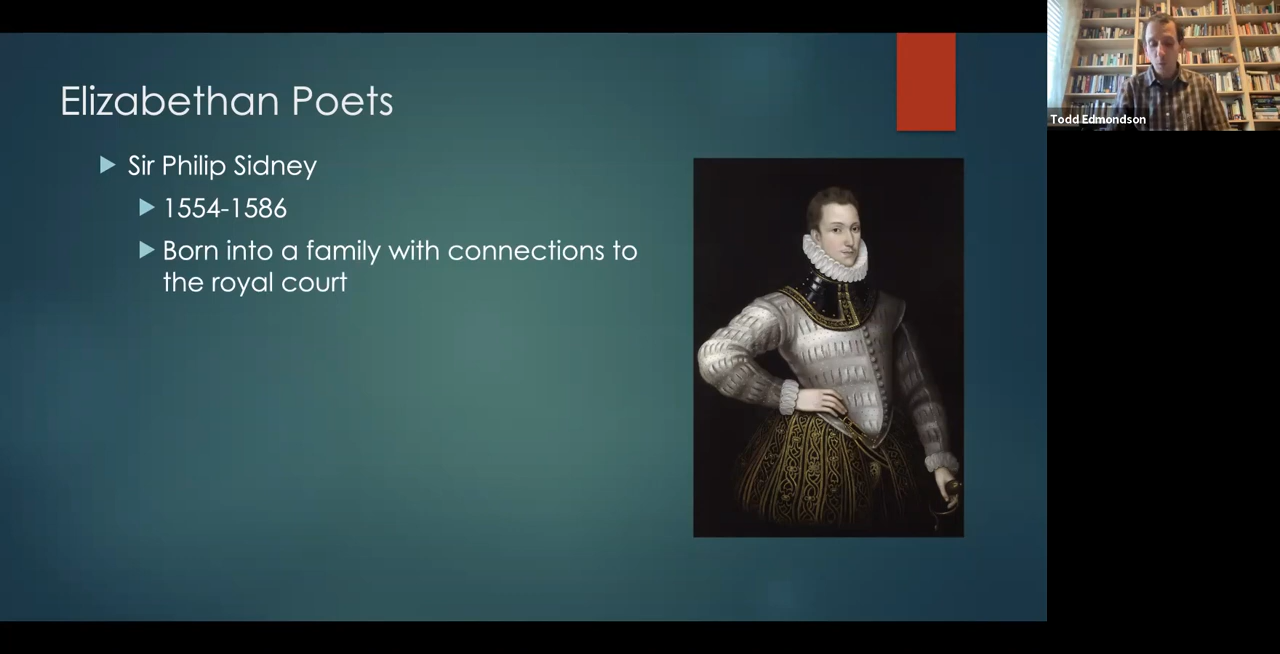 Elizabethan Poets
Sir Philip Sidney
1554-1586
Born into a family with connections to
the royal court
Todd Edmondson